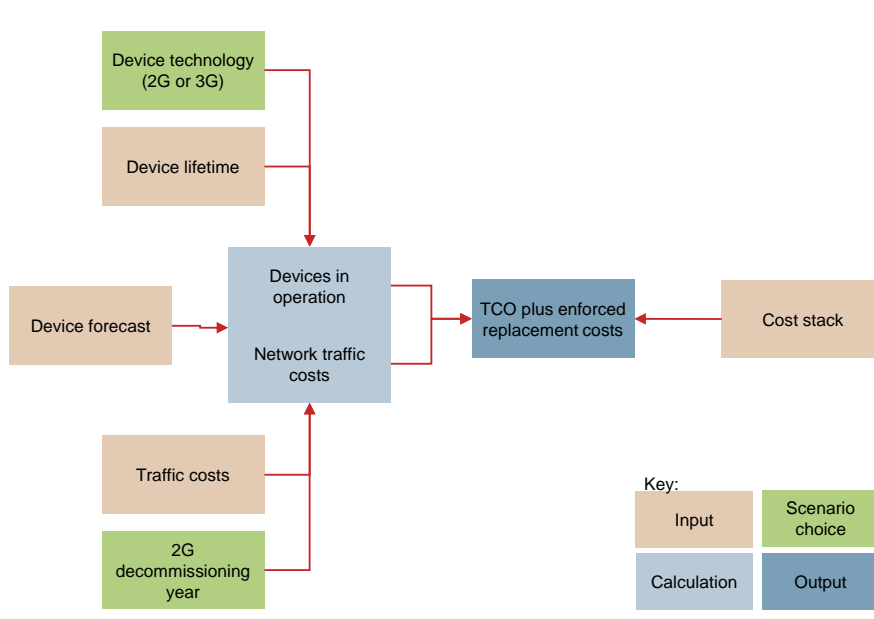 Device technology
(2G or 3G)
Device lifetime
Device forecast
Devices in
operation
Network traffic
costs
TCO plus enforced
replacement costs
Cost stack
Traffic costs
2G
decommissioning
year
Key:
Input
Scenario
choice
Calculation
Output